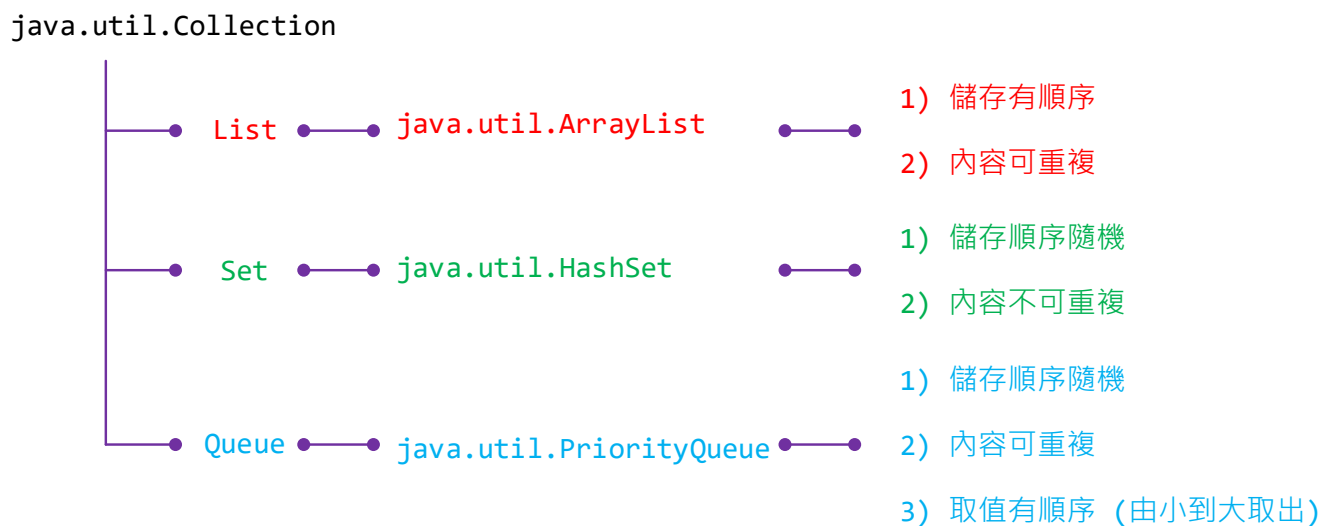 java.util.Collection
List
java.util.ArrayList
1) 儲存有順序
2) 內容可重複
Set
java.util.HashSet
1) 儲存順序隨機
2) 內容不可重複
Queue
java.util.PriorityQueue
1) 儲存順序隨機
2) 內容可重複
3) 取值有順序 (由小到大取出)